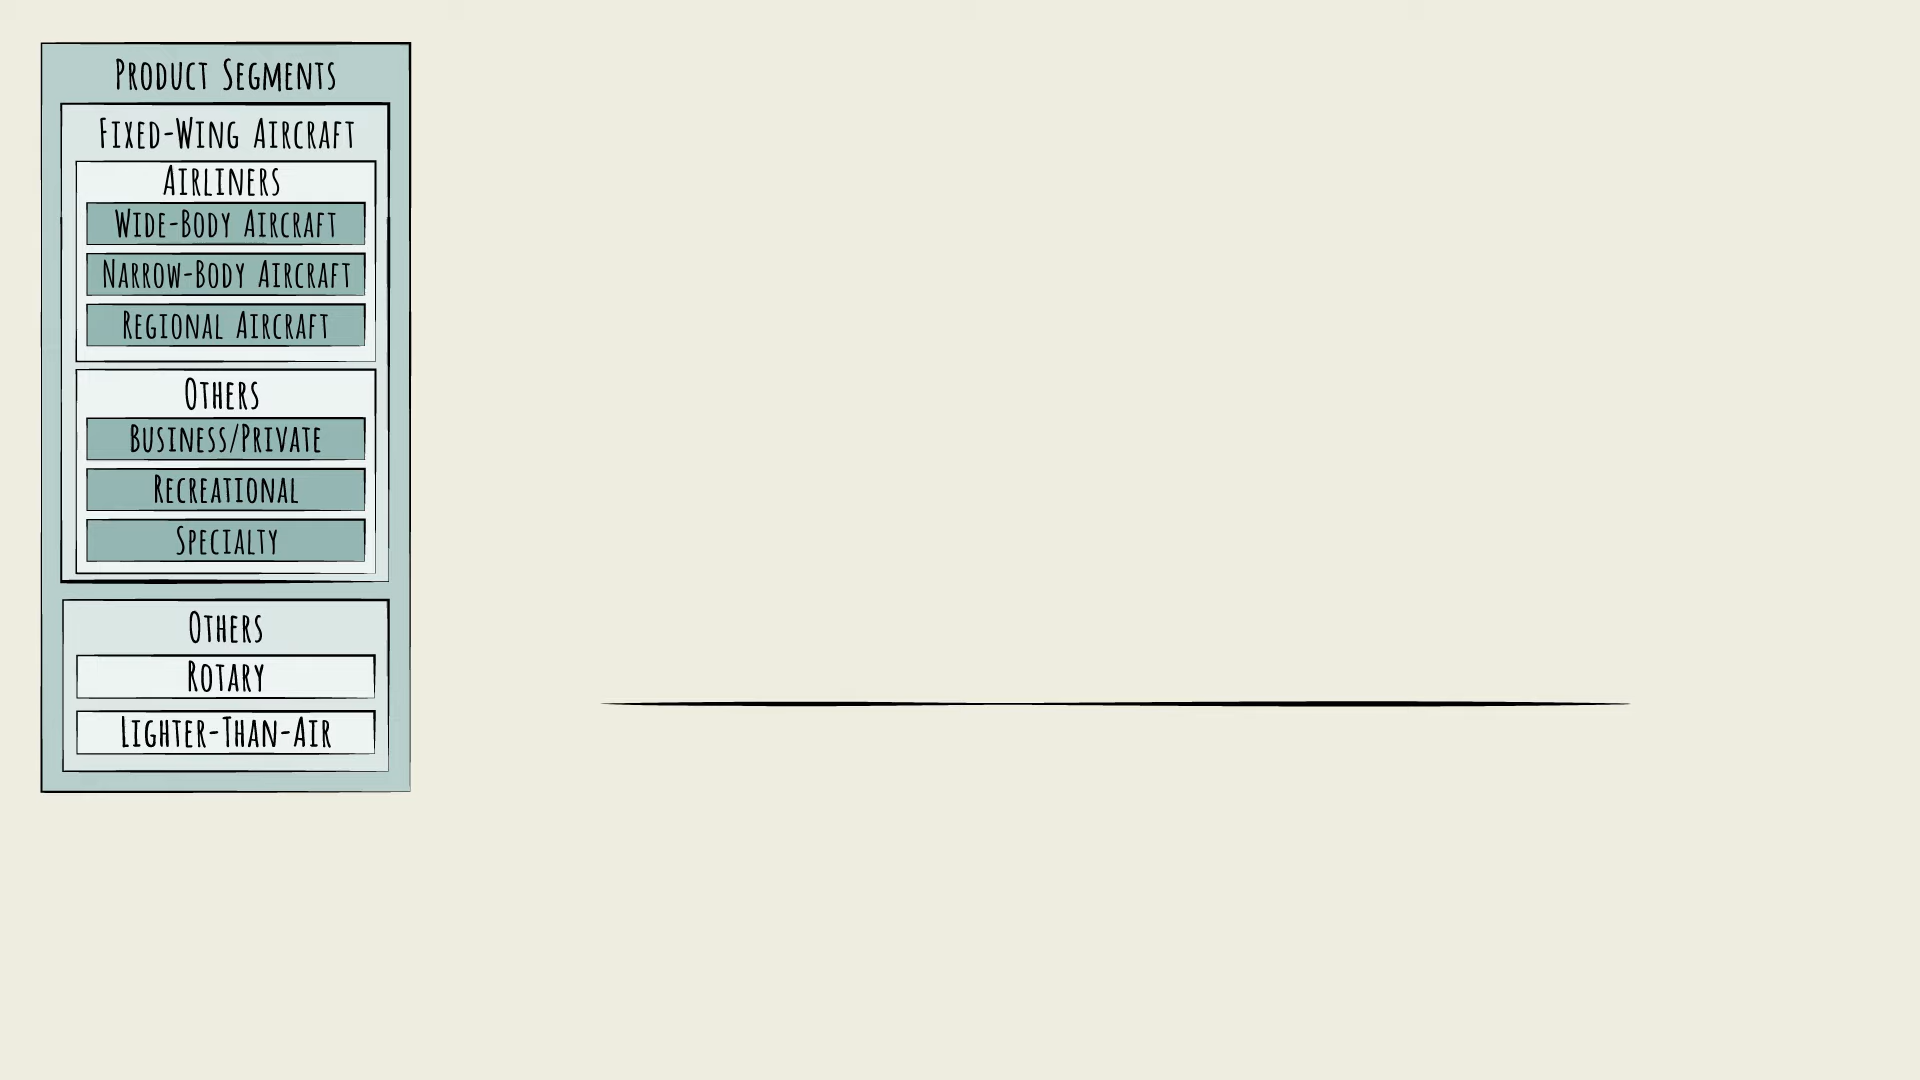 Product Segments
Fixed-Wing Aircraft
Airliners
Wide-Body Aircraft
Narrow-Body Aircraft
Regional Aircraft
Others
Business/Private
Recreational
Specialty
Others
Rotary
Lighter-Than-Air